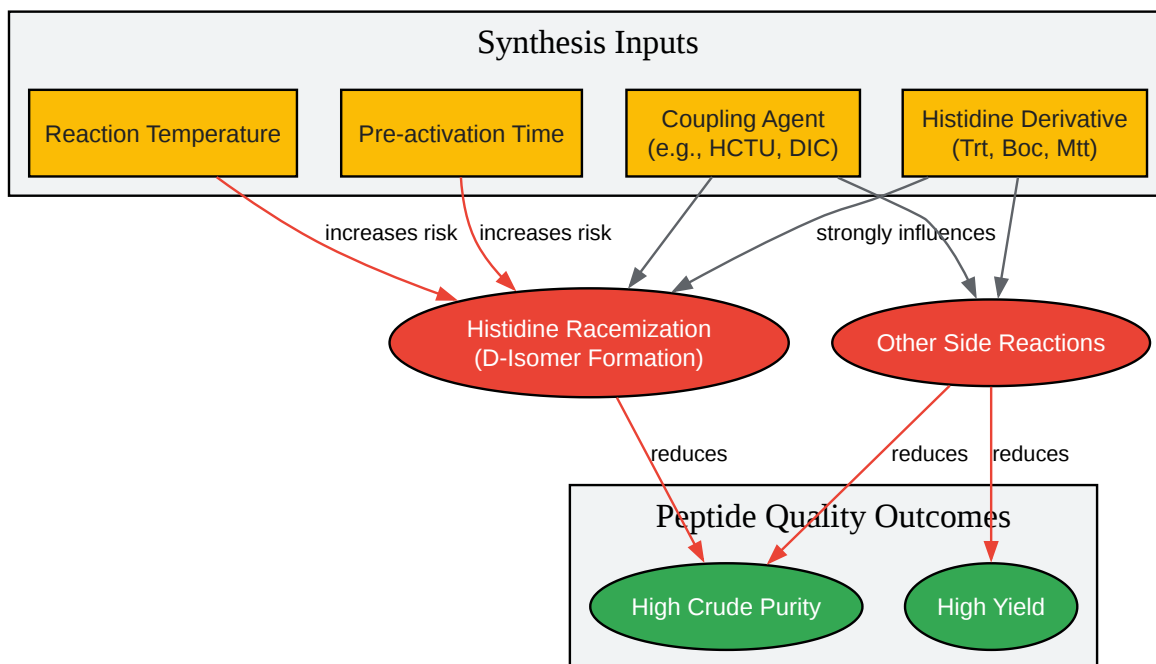 Synthesis Inputs
Reaction Temperature
Pre-activation Time
Coupling Agent
(e.g., HCTU, DIC)
Histidine Derivative
(Trt, Boc, Mtt)
increases risk
increases risk
strongly influences
Histidine Racemization
(D-Isomer Formation)
Other Side Reactions
reduces
reduces
reduces
Peptide Quality Outcomes
High Crude Purity
High Yield